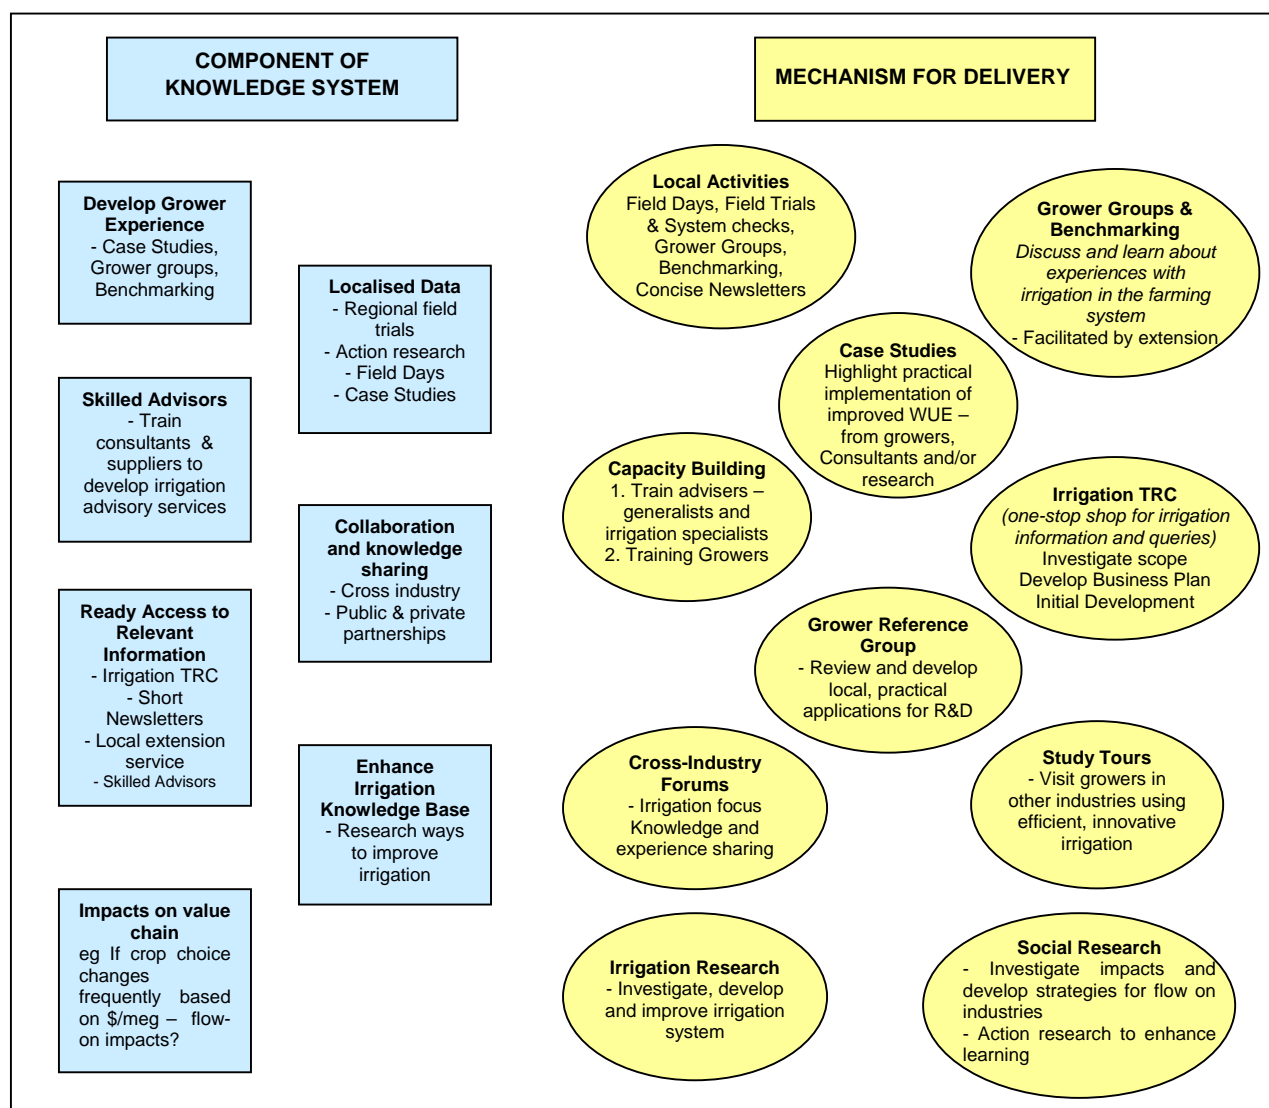 COMPONENT OF
KNOWLEDGE SYSTEM
MECHANISM FOR DELIVERY
Develop Grower
Experience
- Case Studies,
Grower groups,
Benchmarking
Localised Data
- Regional field
trials
- Action research
- Field Days
- Case Studies
Skilled Advisors
- Train
consultants &
suppliers to
develop irrigation
advisory services
Collaboration
and knowledge
sharing
- Cross industry
- Public & private
partnerships
Ready Access to
Relevant
Information
- Irrigation TRC
- Short
Newsletters
- Local extension
service
- Skilled Advisors
Enhance
Irrigation
Knowledge Base
- Research ways
to improve
irrigation
Impacts on value
chain
eg If crop choice
changes
frequently based
on $/meg – flow-
on impacts?
Local Activities
Field Days, Field Trials
& System checks,
Grower Groups,
Benchmarking,
Concise Newsletters
Grower Groups &
Benchmarking
Discuss and learn about
experiences with
irrigation in the farming
system
- Facilitated by extension
Case Studies
Highlight practical
implementation of
improved WUE –
from growers,
Consultants and/or
research
Capacity Building
1. Train advisers –
generalists and
irrigation specialists
2. Training Growers
Irrigation TRC
(one-stop shop for irrigation
information and queries)
Investigate scope
Develop Business Plan
Initial Development
Grower Reference
Group
- Review and develop
local, practical
applications for R&D
Cross-Industry
Forums
- Irrigation focus
Knowledge and
experience sharing
Study Tours
- Visit growers in
other industries using
efficient, innovative
irrigation
Irrigation Research
- Investigate, develop
and improve irrigation
system
Social Research
- Investigate impacts and
develop strategies for flow on
industries
- Action research to enhance
learning